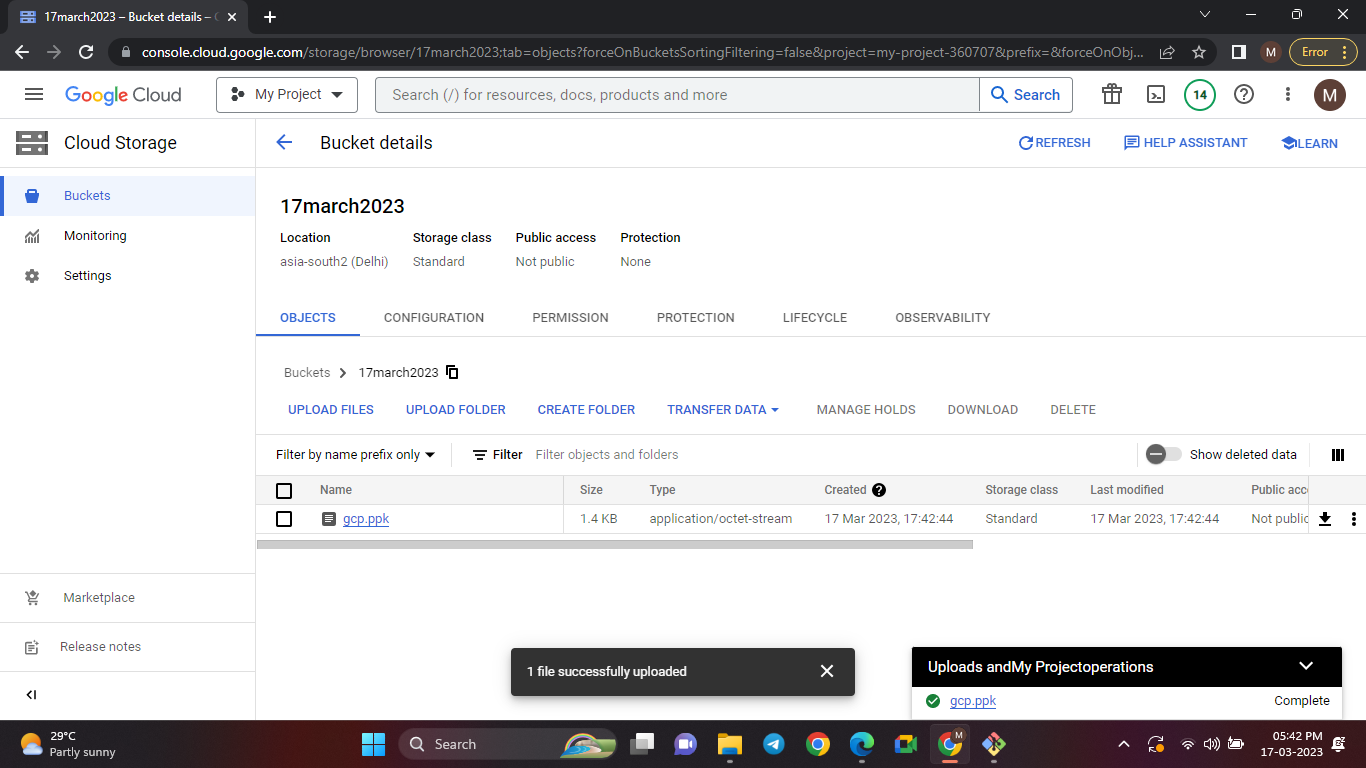 17march2023 – Bucket details –
console.cloud.google.com/storage/browser/17march2023;tab=objects?forceOnBucketsSortingFiltering=false&project=my-project-360707&prefix=&forceOnObj...
M
Error
Google Cloud
My Project
Search (/) for resources, docs, products and more
Search
14
M
Cloud Storage
Bucket details
REFRESH
HELP ASSISTANT
LEARN
Buckets
Monitoring
Settings
17march2023
Location Storage class Public access Protection
asia-south2 (Delhi) Standard Not public None
OBJECTS CONFIGURATION PERMISSION PROTECTION LIFECYCLE OBSERVABILITY
Buckets > 17march2023
UPLOAD FILES UPLOAD FOLDER CREATE FOLDER TRANSFER DATA MANAGE HOLDS DOWNLOAD DELETE
Filter by name prefix only Filter Filter objects and folders Show deleted data
Name Size Type Created Storage class Last modified Public acc
gcp.ppk 1.4 KB application/octet-stream 17 Mar 2023, 17:42:44 Standard 17 Mar 2023, 17:42:44 Not public
Marketplace
Release notes
1 file successfully uploaded
Uploads andMy Projectoperations
gcp.ppk Complete
29°C
Partly sunny
Search
M
05:42 PM
17-03-2023